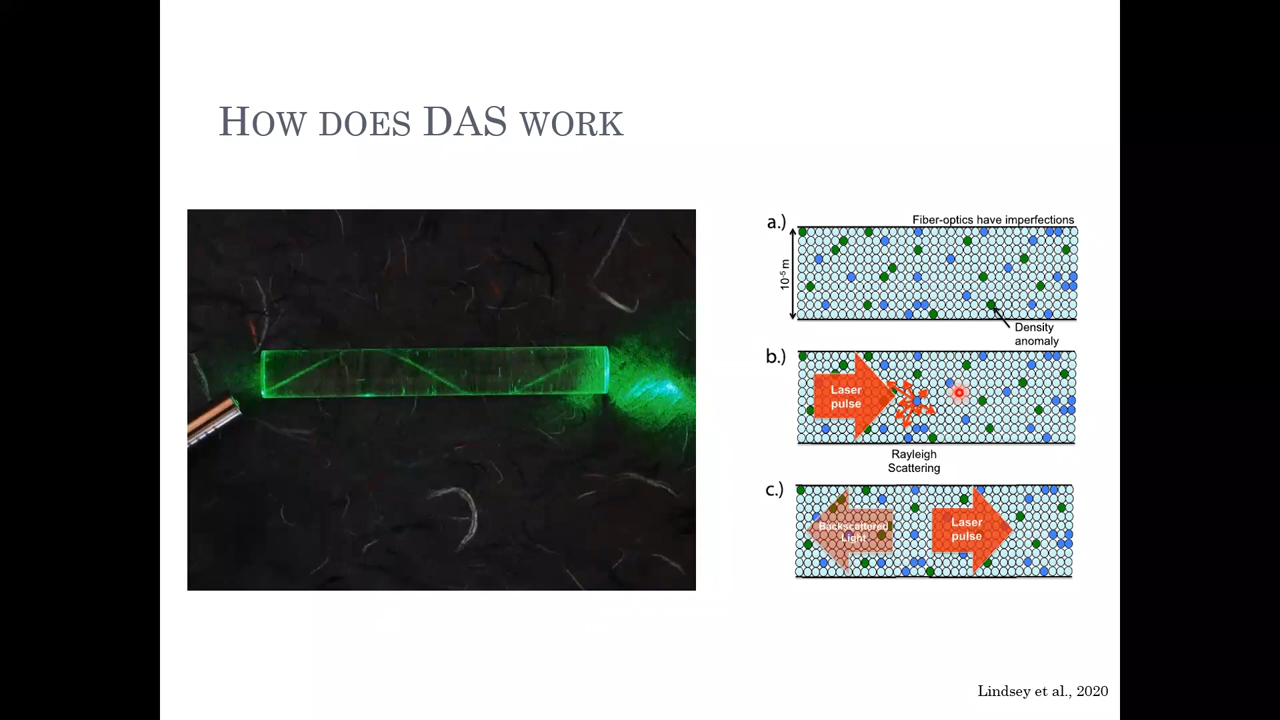 How does DAS work
a.)
Fiber-optics have imperfections
10⁻⁵ m
Density
anomaly
b.)
Laser
pulse
Rayleigh
Scattering
c.)
Backscattered
Light
Laser
pulse
Lindsey et al., 2020